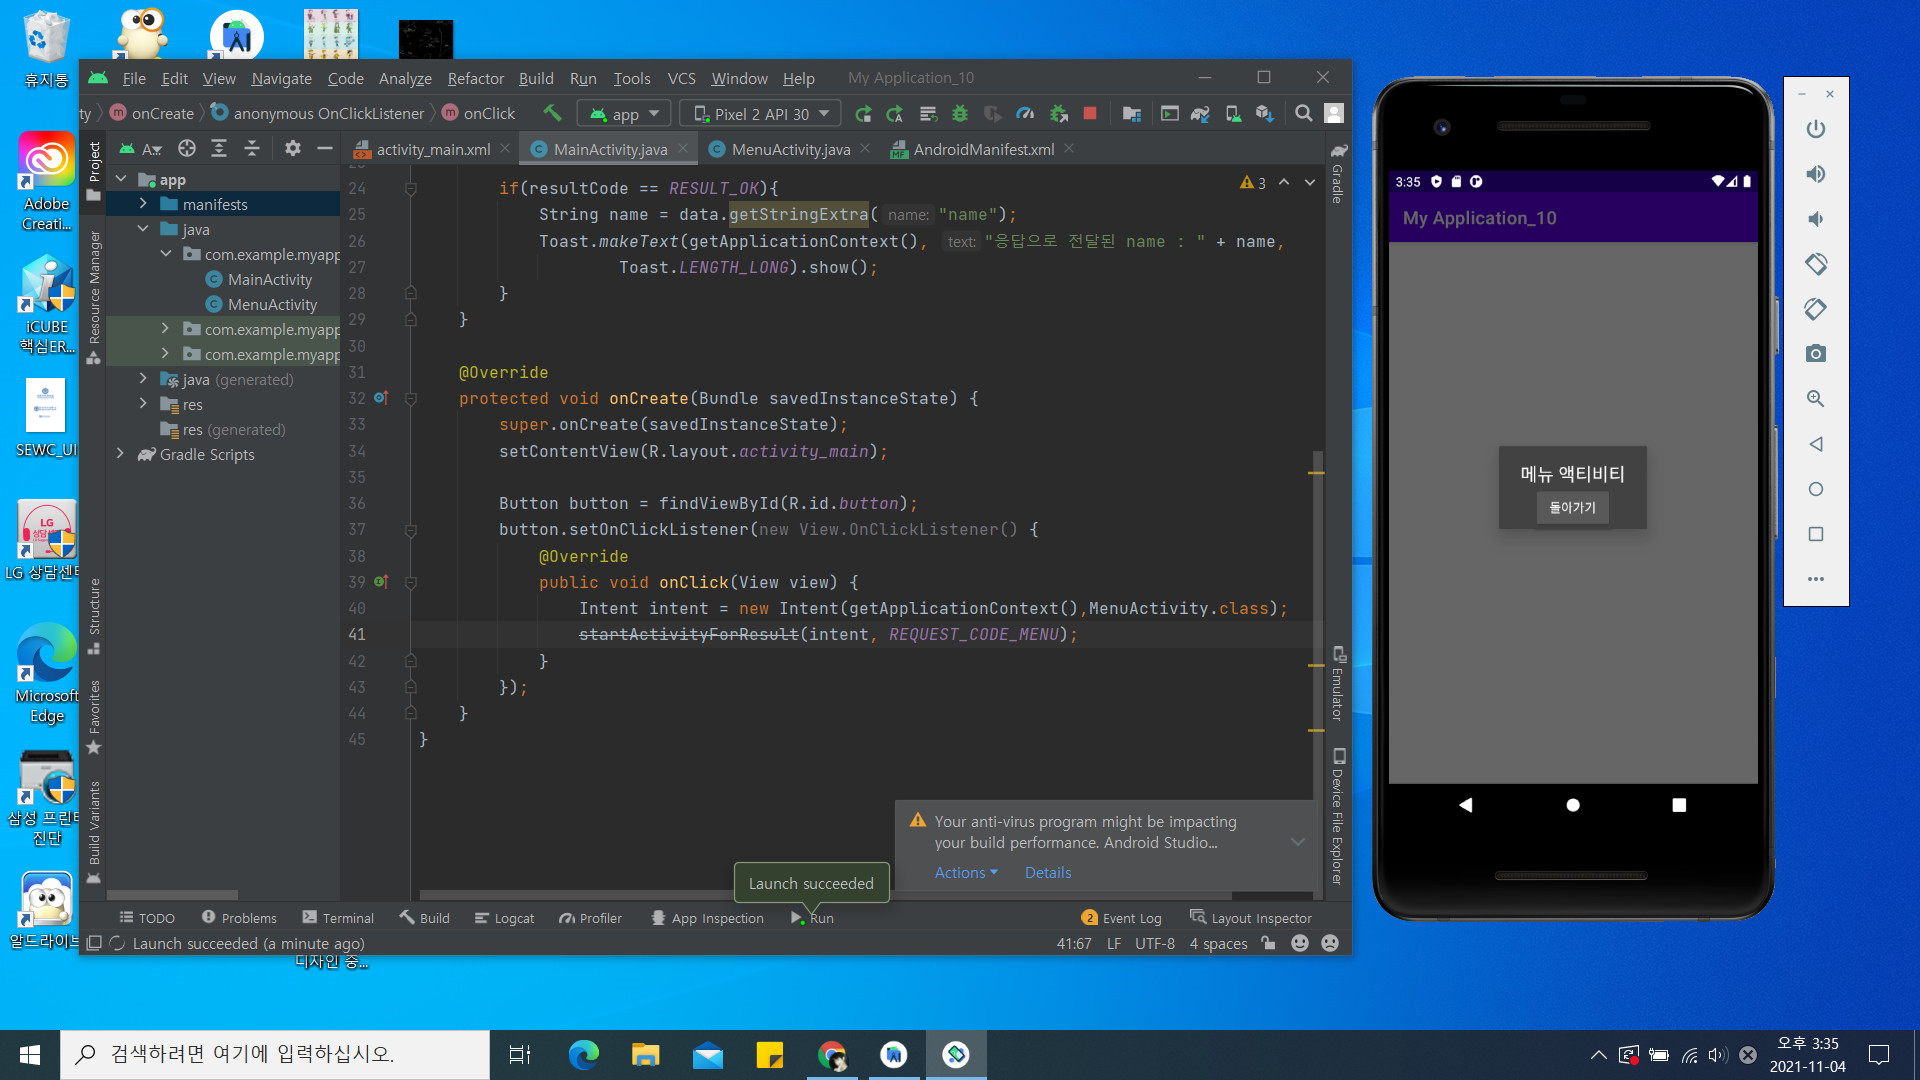 휴지통
Adobe
Creati...
iCUBE
핵심ER...
SEWC_UI
LG 상담센터
Microsoft
Edge
삼성 프린터
진단
알드라이브
디자인 중...
File Edit View Navigate Code Analyze Refactor Build Run Tools VCS Window Help My Application_10
ty onCreate anonymous OnClickListener onClick app Pixel 2 API 30
A... activity_main.xml MainActivity.java MenuActivity.java AndroidManifest.xml
Project
Resource Manager
Structure
Favorites
Build Variants
app
manifests
java
com.example.myapp
MainActivity
MenuActivity
com.example.myapp
com.example.myapp
java (generated)
res
res (generated)
Gradle Scripts
24 if(resultCode == RESULT_OK){
25 String name = data.getStringExtra( name: "name");
26 Toast.makeText(getApplicationContext(), text: "응답으로 전달된 name : " + name,
27 Toast.LENGTH_LONG).show();
28 }
29 }
30
31 @Override
32 protected void onCreate(Bundle savedInstanceState) {
33 super.onCreate(savedInstanceState);
34 setContentView(R.layout.activity_main);
35
36 Button button = findViewById(R.id.button);
37 button.setOnClickListener(new View.OnClickListener() {
38 @Override
39 public void onClick(View view) {
40 Intent intent = new Intent(getApplicationContext(),MenuActivity.class);
41 startActivityForResult(intent, REQUEST_CODE_MENU);
42 }
43 });
44 }
45 }
3
Gradle
Emulator
Device File Explorer
Your anti-virus program might be impacting
your build performance. Android Studio...
Actions Details
Launch succeeded
TODO Problems Terminal Build Logcat Profiler App Inspection Run 2 Event Log Layout Inspector
Launch succeeded (a minute ago) 41:67 LF UTF-8 4 spaces
3:35
My Application_10
메뉴 액티비티
돌아가기
검색하려면 여기에 입력하십시오.
오후 3:35
2021-11-04